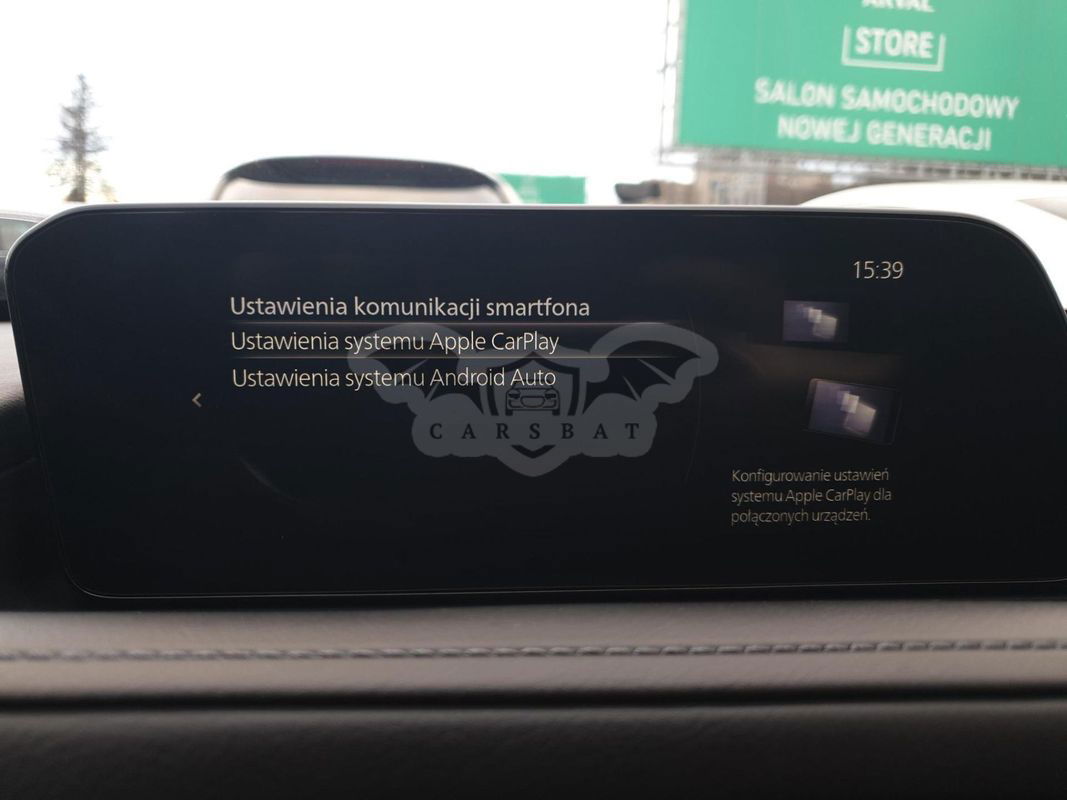 ARVAL
STORE
SALON SAMOCHODOWY
NOWEJ GENERACJI
15:39
Ustawienia komunikacji smartfona
Ustawienia systemu Apple CarPlay
Ustawienia systemu Android Auto
CARSBAT
Konfigurowanie ustawień
systemu Apple CarPlay dla
połączonych urządzeń.